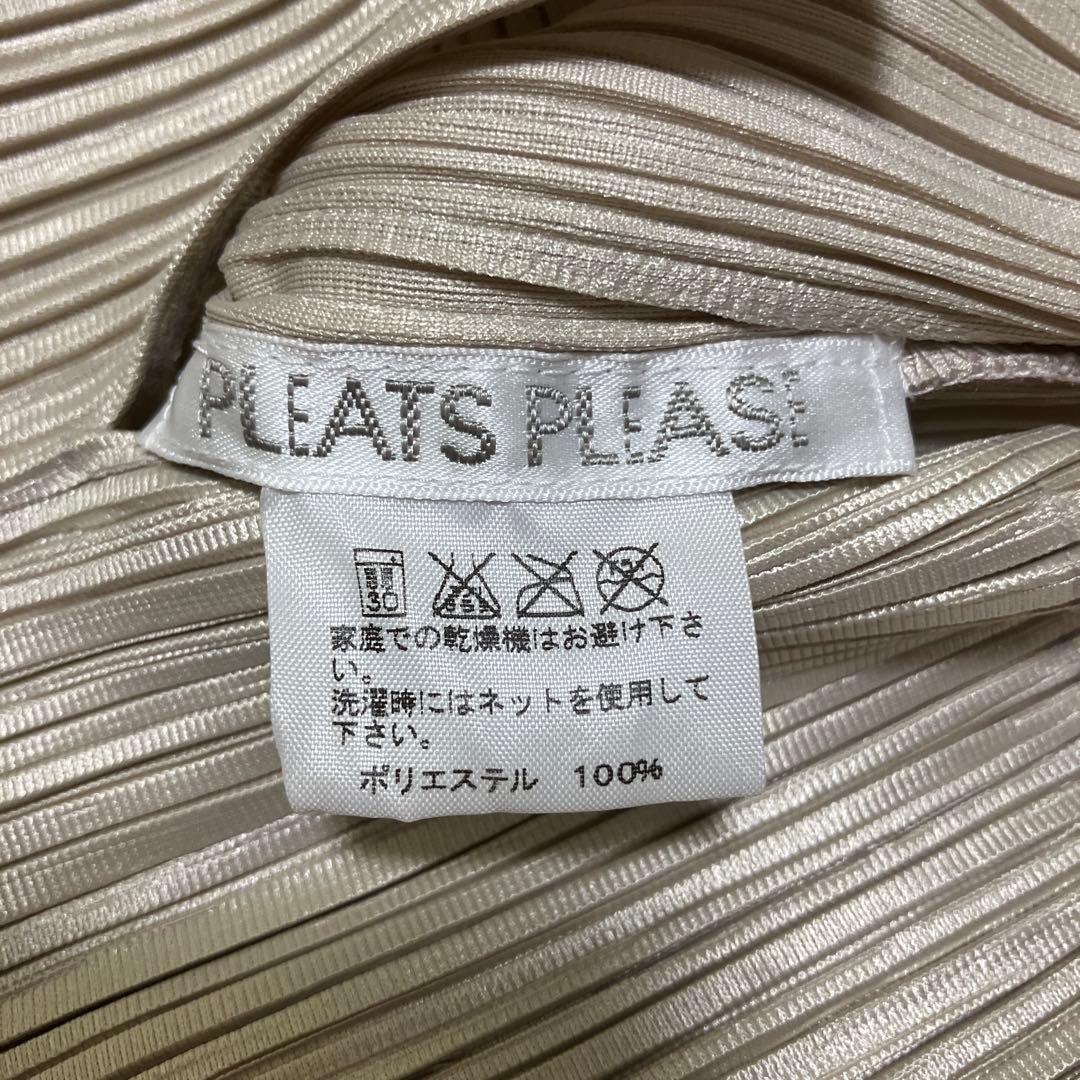 PLEATS PLEASE
30
家庭での乾燥機はお避け下さ
い。
洗濯時にはネットを使用して
下さい。
ポリエステル 100%